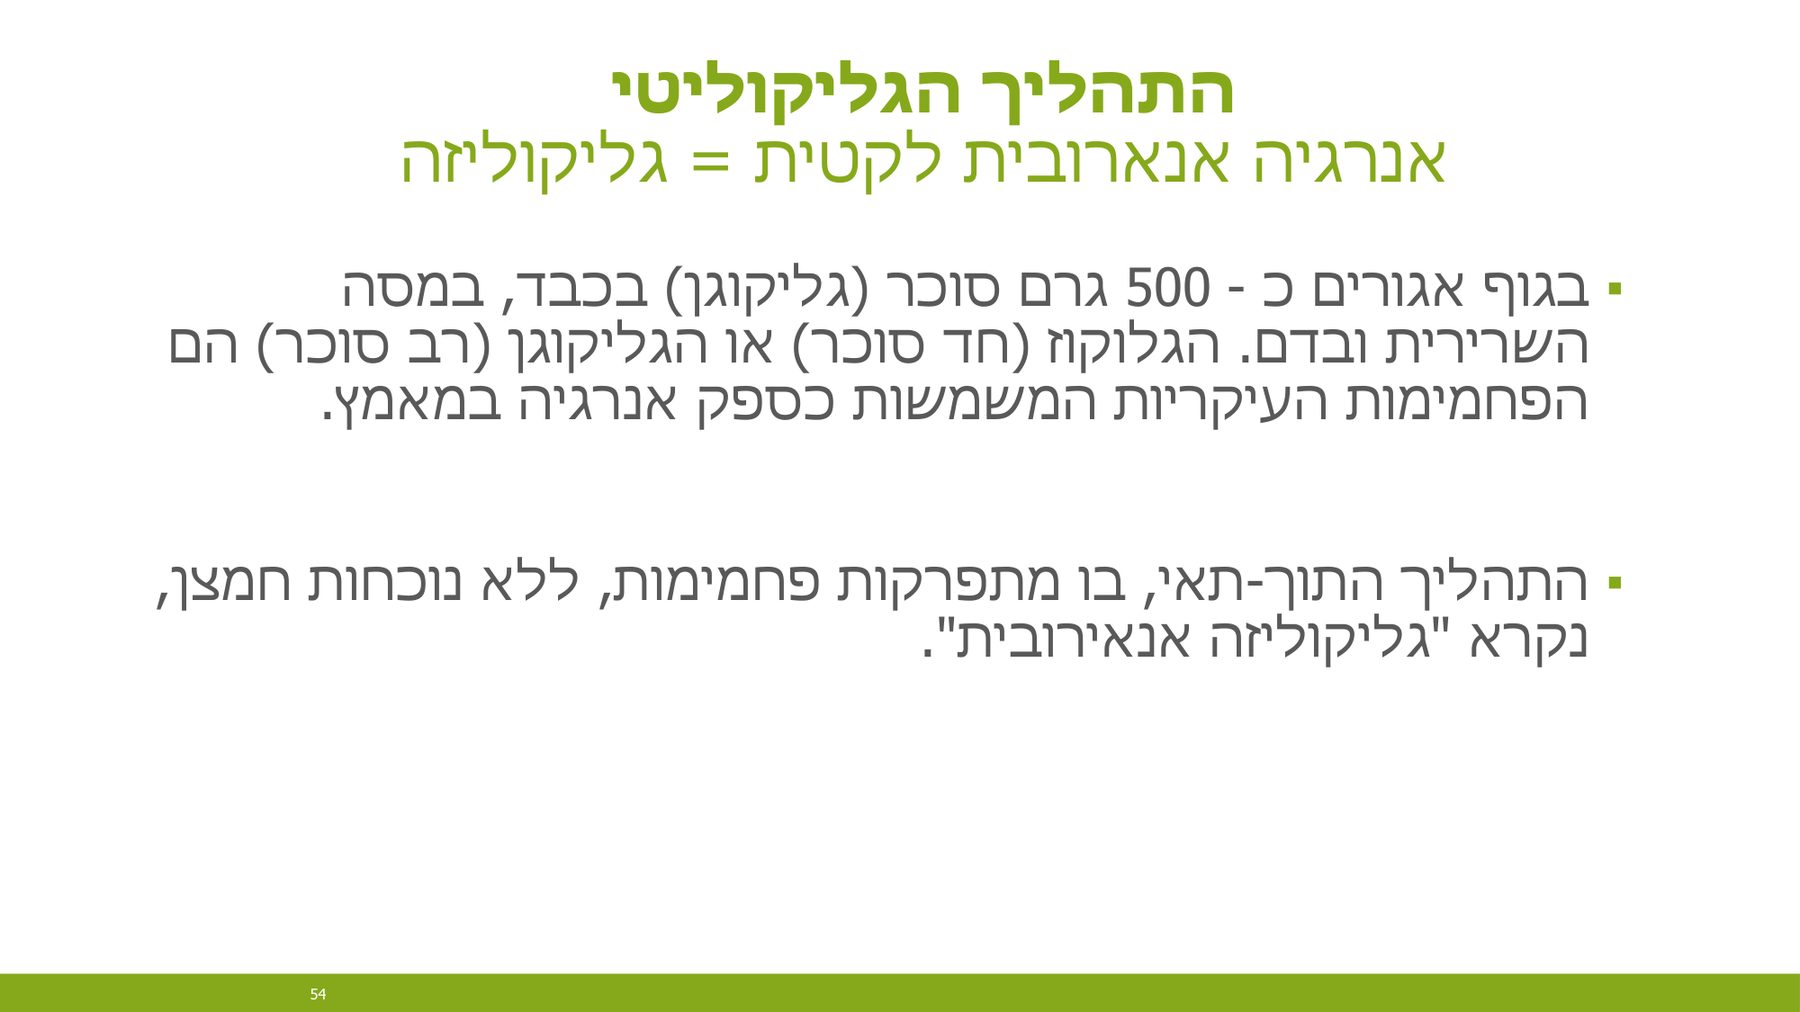 התהליך הגליקוליטי
אנרגיה אנארובית לקטית = גליקוליזה
▪ בגוף אגורים כ - 500 גרם סוכר (גליקוגן) בכבד, במסה
השרירית ובדם. הגלוקוז (חד סוכר) או הגליקוגן (רב סוכר) הם
הפחמימות העיקריות המשמשות כספק אנרגיה במאמץ.
▪ התהליך התוך-תאי, בו מתפרקות פחמימות, ללא נוכחות חמצן,
נקרא "גליקוליזה אנאירובית".
54